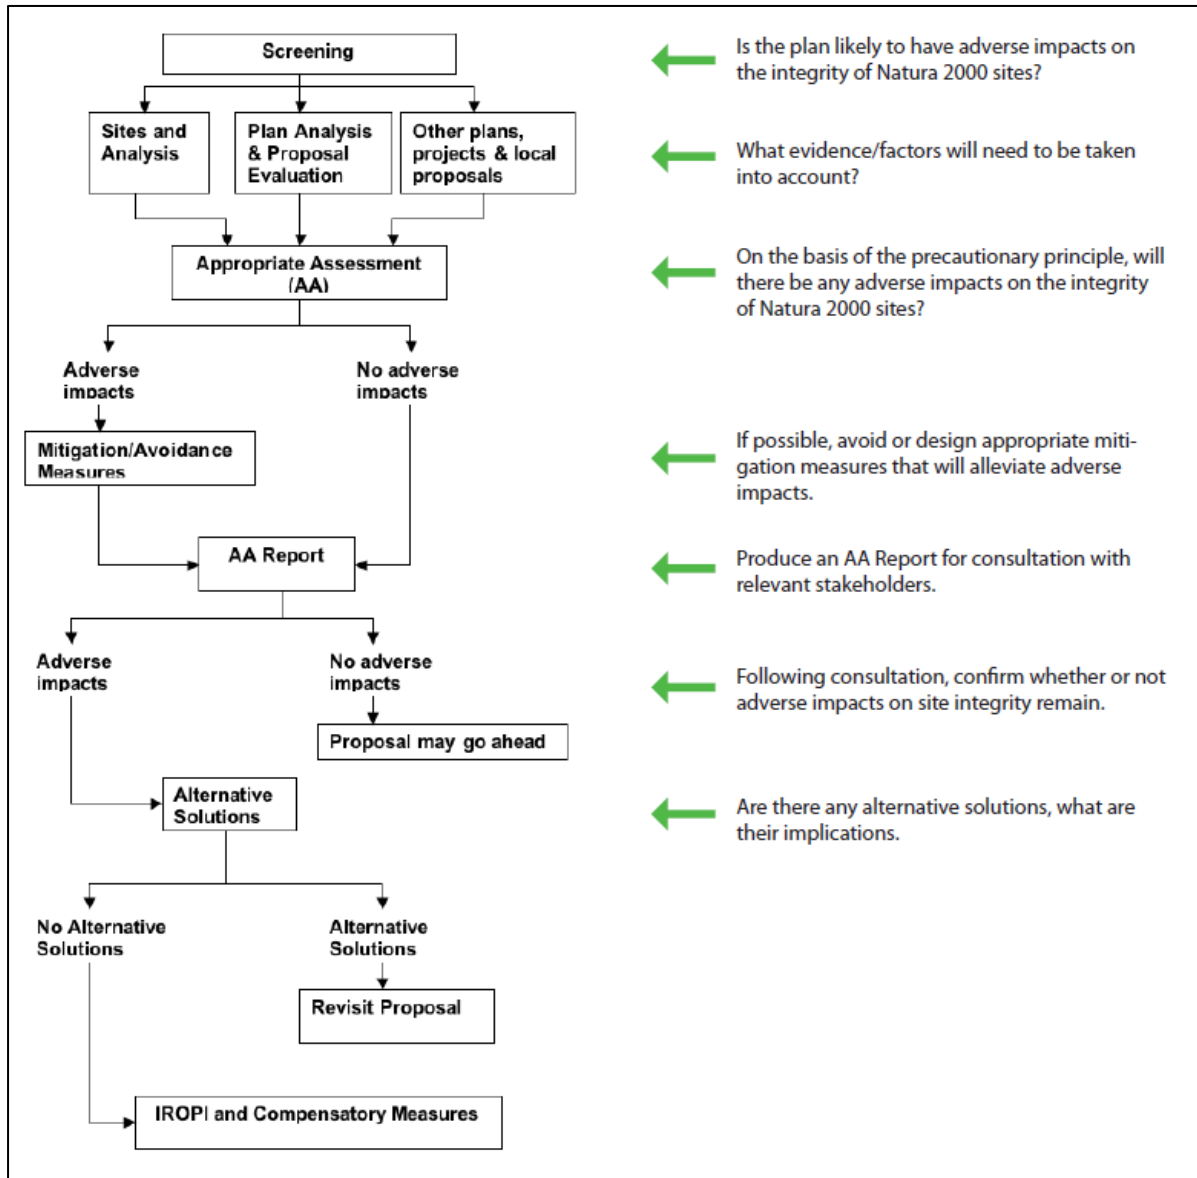 Screening
Is the plan likely to have adverse impacts on
the integrity of Natura 2000 sites?
Sites and
Analysis
Plan Analysis
& Proposal
Evaluation
Other plans,
projects & local
proposals
What evidence/factors will need to be taken
into account?
Appropriate Assessment
(AA)
On the basis of the precautionary principle, will
there be any adverse impacts on the integrity
of Natura 2000 sites?
Adverse
impacts
No adverse
impacts
Mitigation/Avoidance
Measures
If possible, avoid or design appropriate miti-
gation measures that will alleviate adverse
impacts.
AA Report
Produce an AA Report for consultation with
relevant stakeholders.
Adverse
impacts
No adverse
impacts
Following consultation, confirm whether or not
adverse impacts on site integrity remain.
Proposal may go ahead
Alternative
Solutions
Are there any alternative solutions, what are
their implications.
No Alternative
Solutions
Alternative
Solutions
Revisit Proposal
IROPI and Compensatory Measures